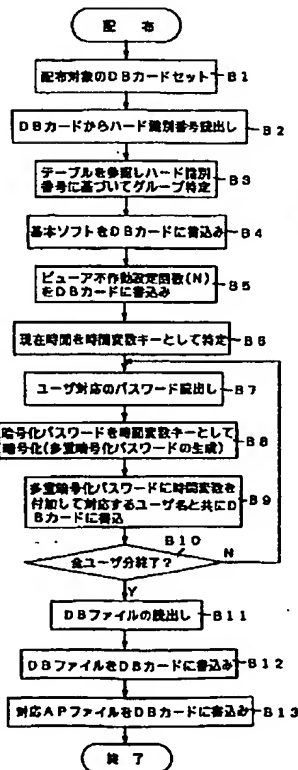 配布
配布対象のDBカードセット
B1
DBカードからハード識別番号読出し
B2
テーブルを参照しハード識別
番号に基づいてグループ特定
B3
基本ソフトをDBカードに書込み
B4
ビューア不作動設定回数(N)
をDBカードに書込み
B5
現在時間を時間変数キーとして特定
B6
ユーザ対応のパスワード読出し
B7
暗号化パスワードを時間変数キーとして
暗号化(多重暗号化パスワードの生成)
B8
多重暗号化パスワードに時間変数を
付加して対応するユーザ名と共にD
Bカードに書込
B9
B10
全ユーザ分終了?
N
Y
DBファイルの読出し
B11
DBファイルをDBカードに書込み
B12
対応APファイルをDBカードに書込み
B13
終了